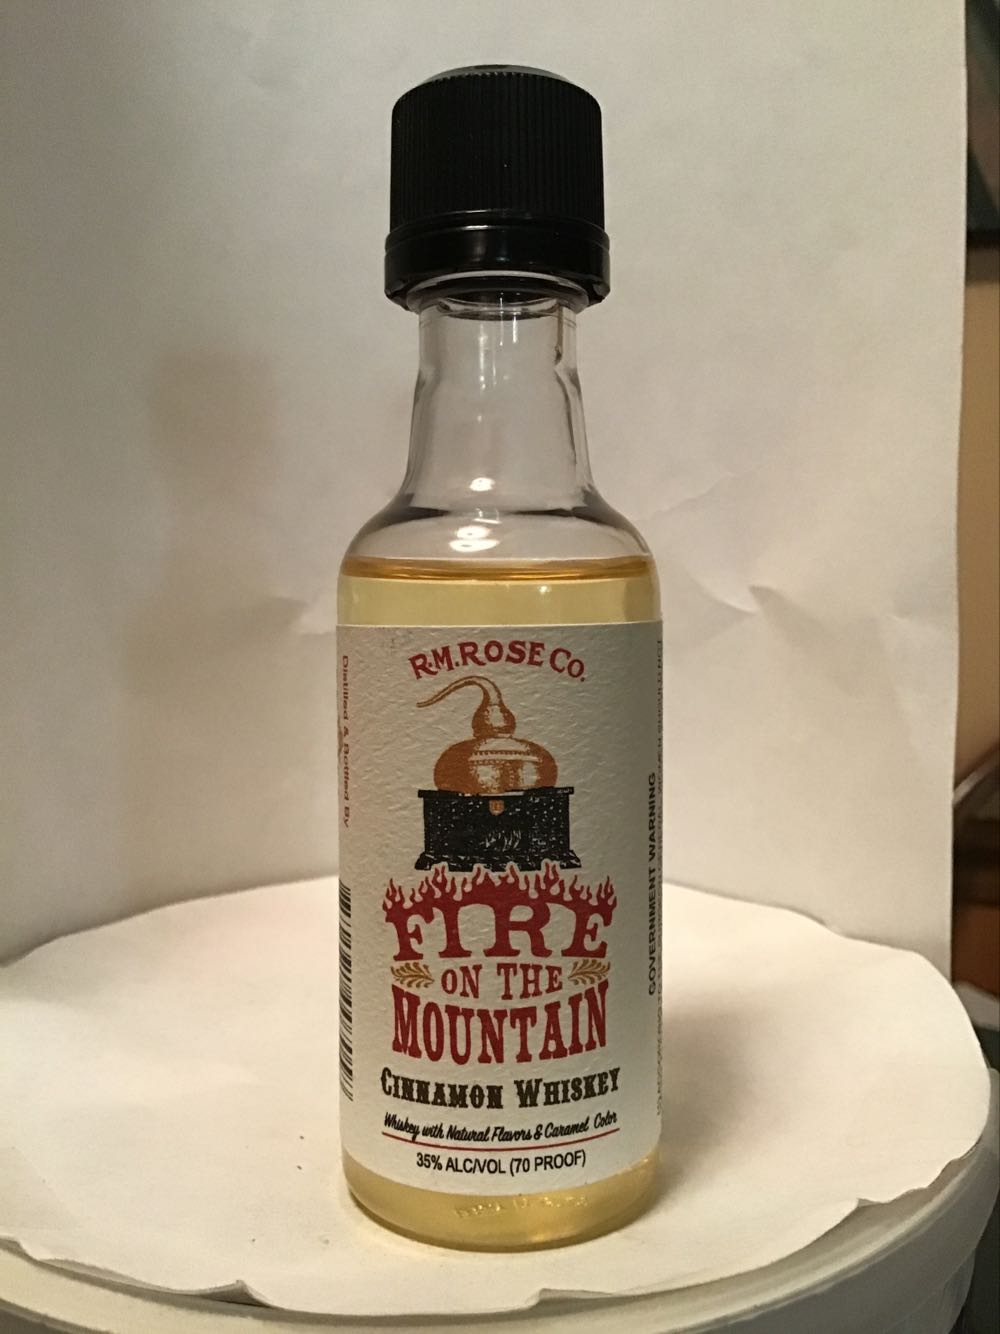 R.M. ROSE CO.
FIRE
ON THE
MOUNTAIN
CINNAMON WHISKEY
Whiskey with Natural Flavors & Caramel Color
35% ALC/VOL (70 PROOF)
Distilled & Bottled By
GOVERNMENT WARNING